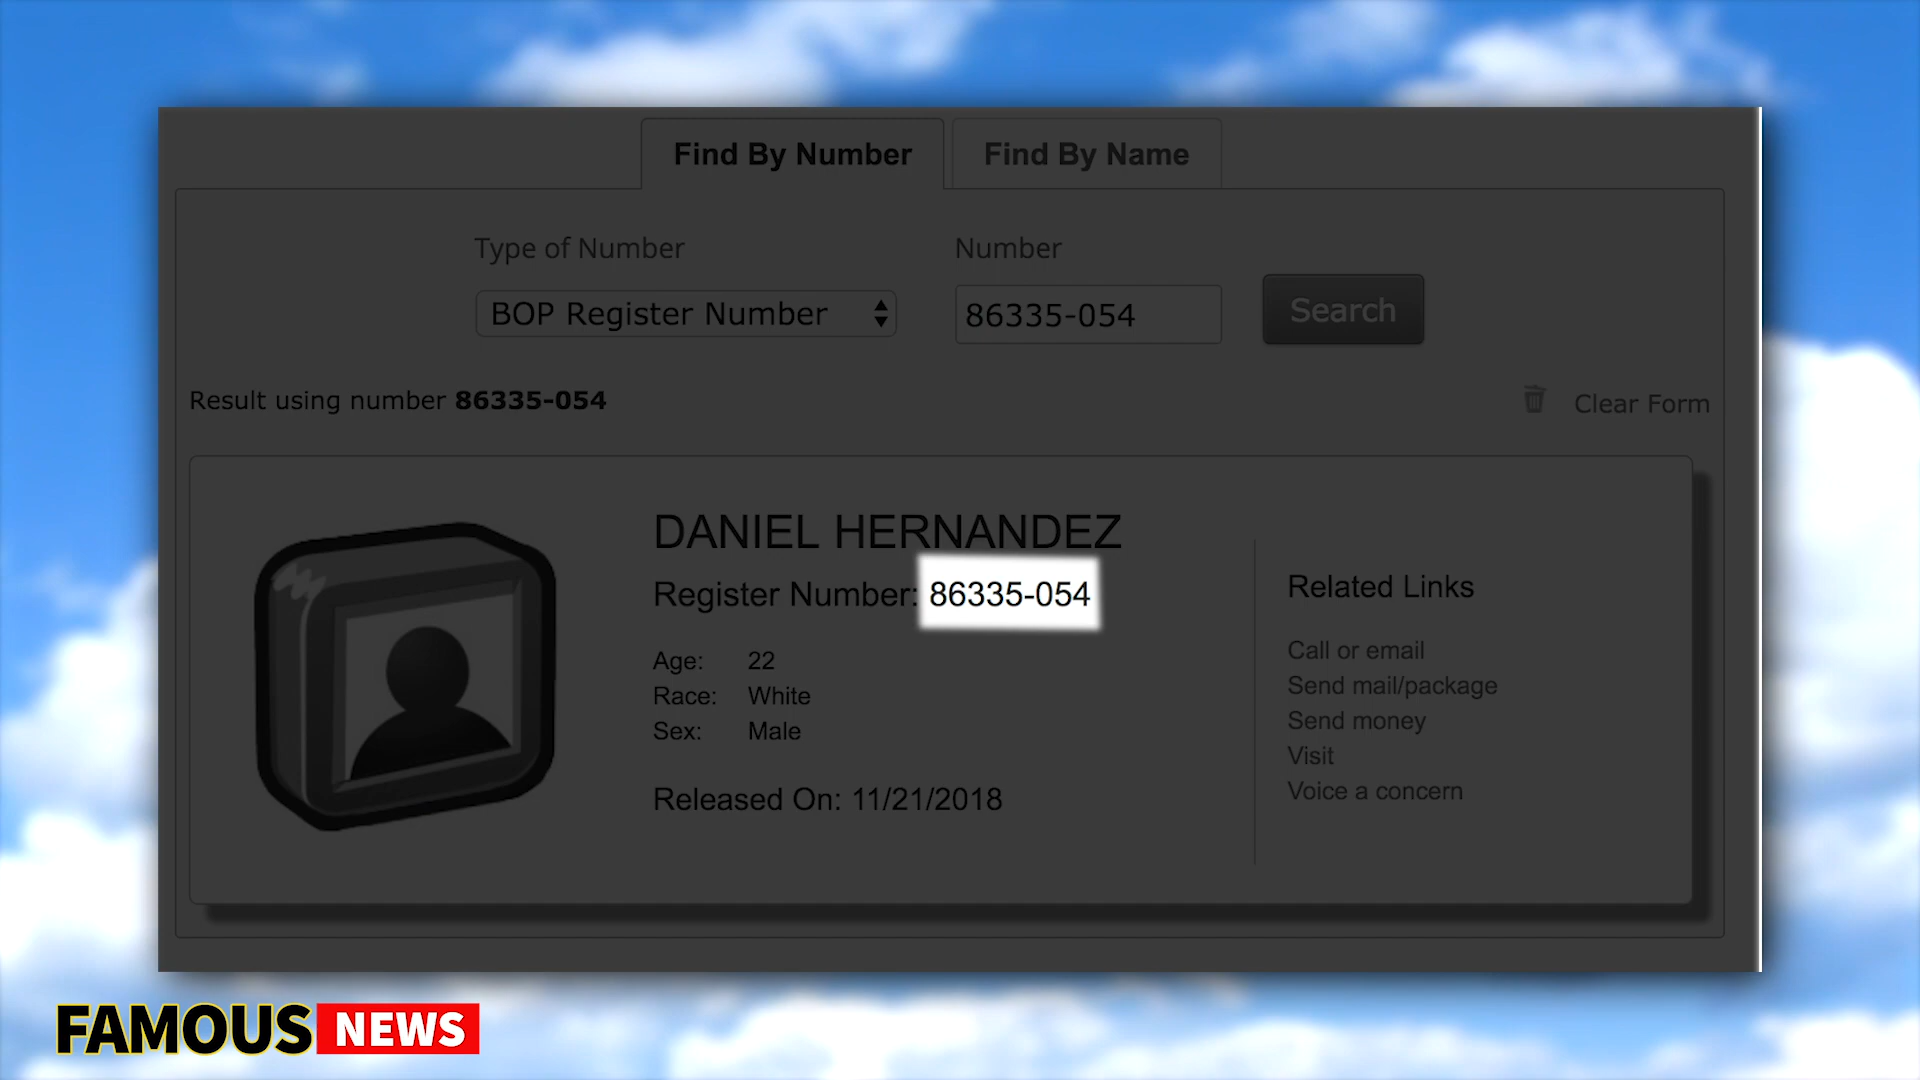 Find By Number Find By Name
Type of Number Number
BOP Register Number 86335-054 Search
Result using number 86335-054 Clear Form
DANIEL HERNANDEZ
Register Number: 86335-054
Age: 22
Race: White
Sex: Male
Released On: 11/21/2018
Related Links
Call or email
Send mail/package
Send money
Visit
Voice a concern
FAMOUS NEWS